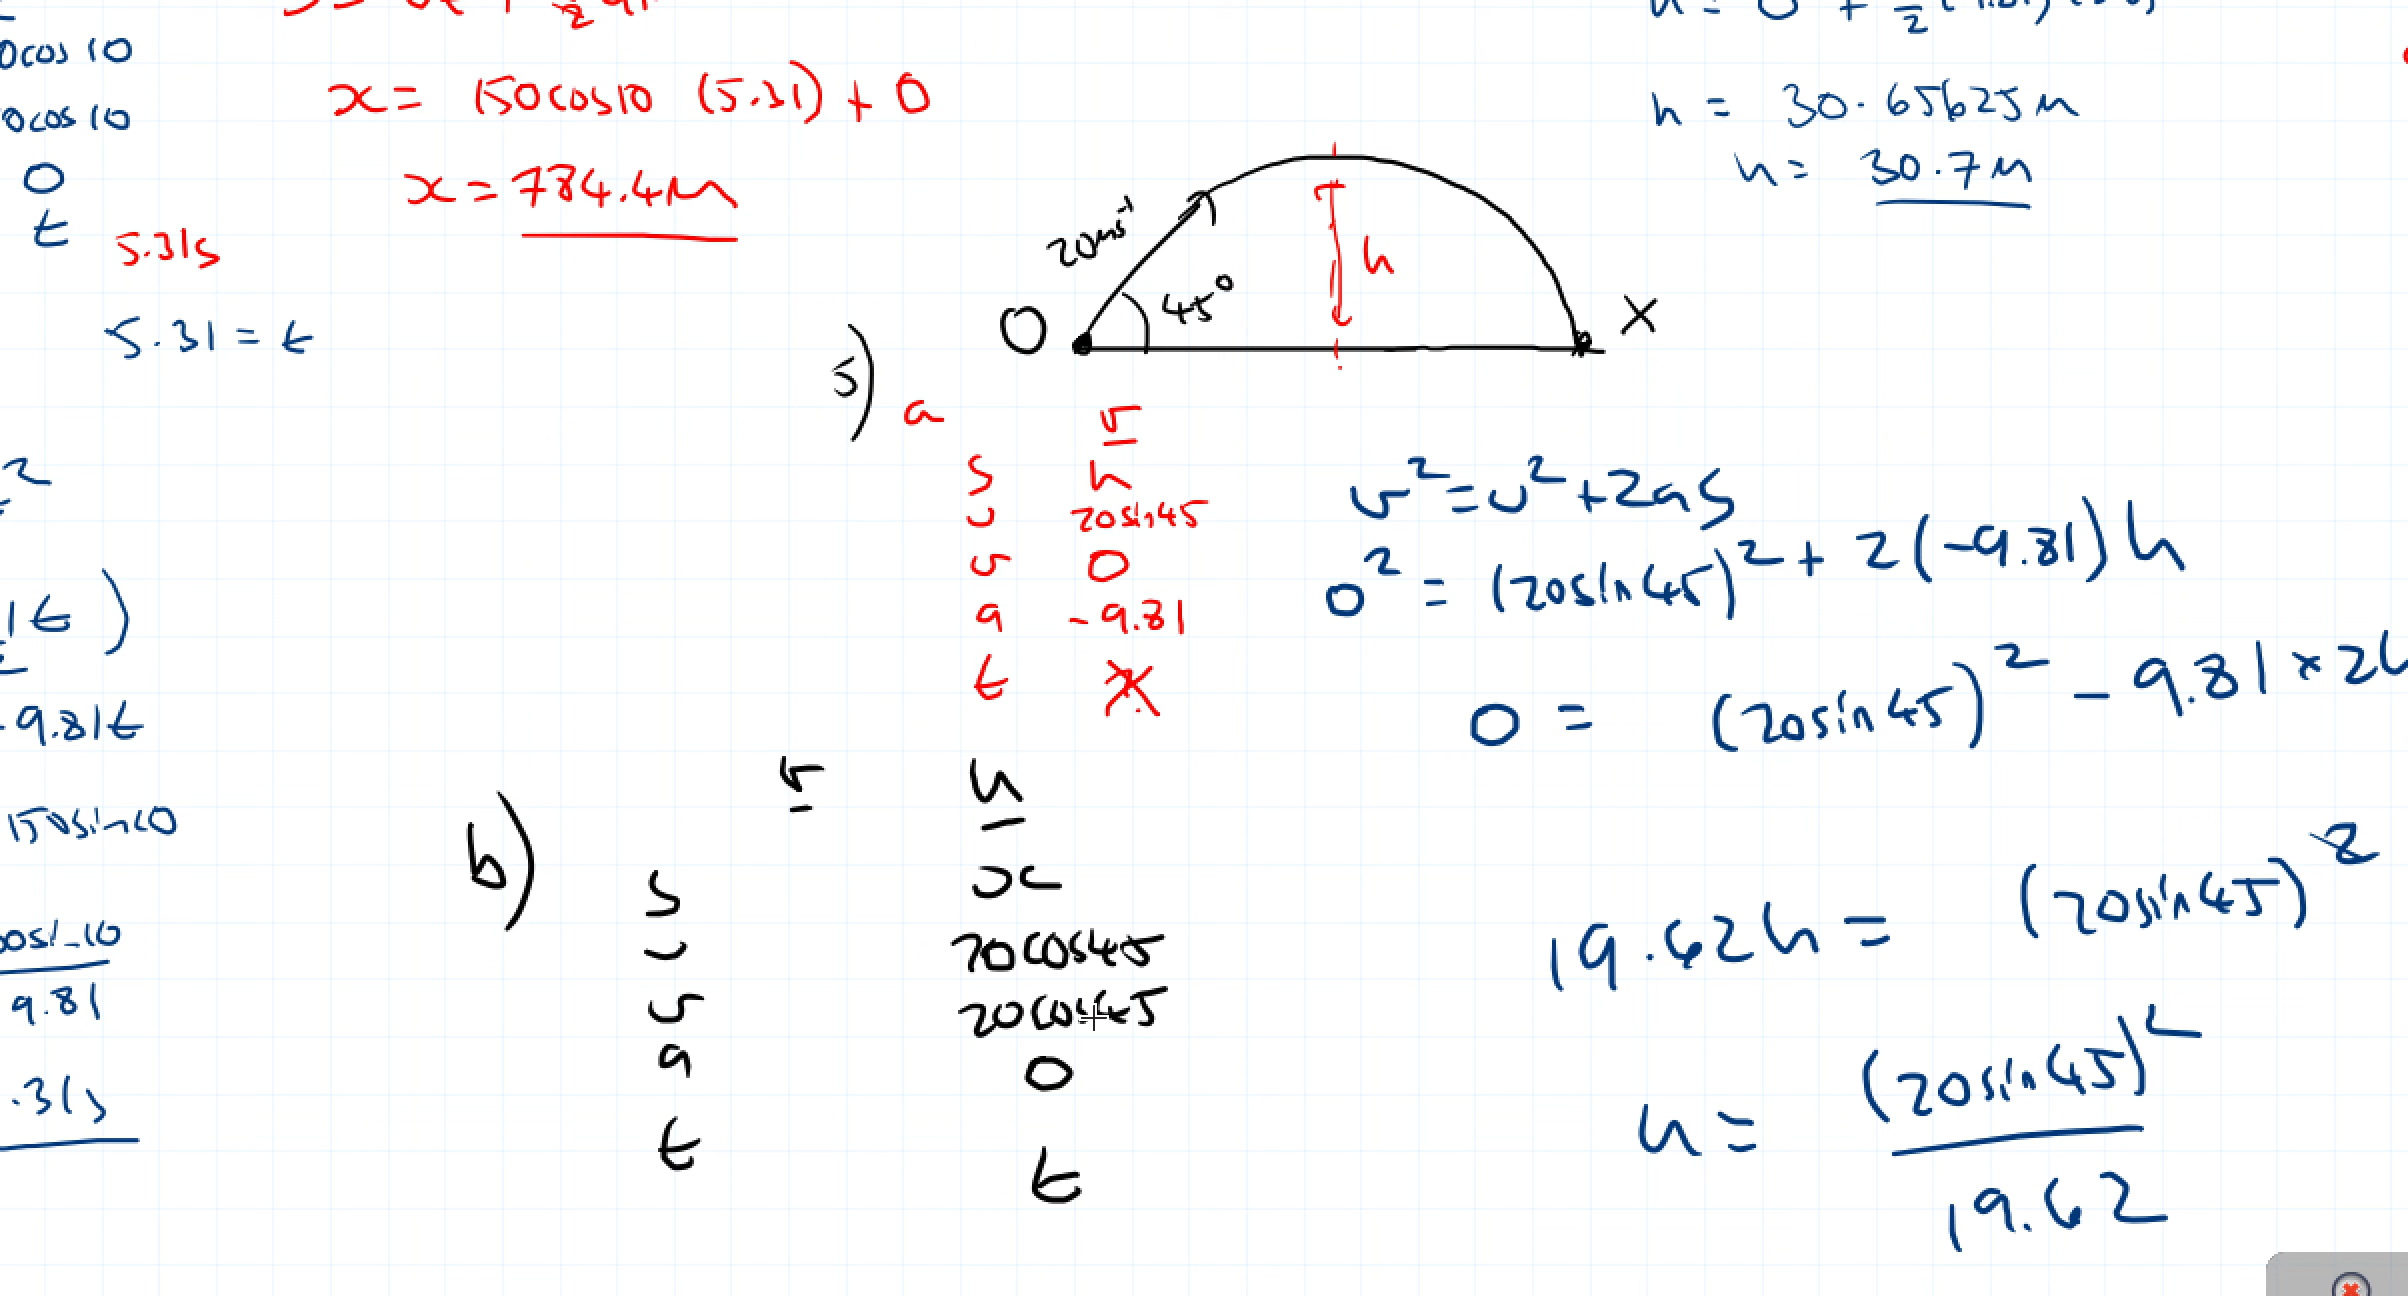 0cos 10
0cos 10
0
t
5.31s
5.31 = t
2
1t )
-9.81t
150sin10
9.81
.31s
x = 150cos10 (5.31) + 0
x = 784.4m
h = 30.65625m
h = 30.7m
20ms⁻¹
45°
h
O
X
5)
a
v
s h
u 20sin45
v 0
a -9.81
t X
v² = u² + 2as
0² = (20sin45)² + 2(-9.81)h
0 = (20sin45)² - 9.81 × 2h
19.62h = (20sin45)²
h = (20sin45)²
19.62
b)
v h
s x
u 20cos45
v 20cos45
a 0
t t